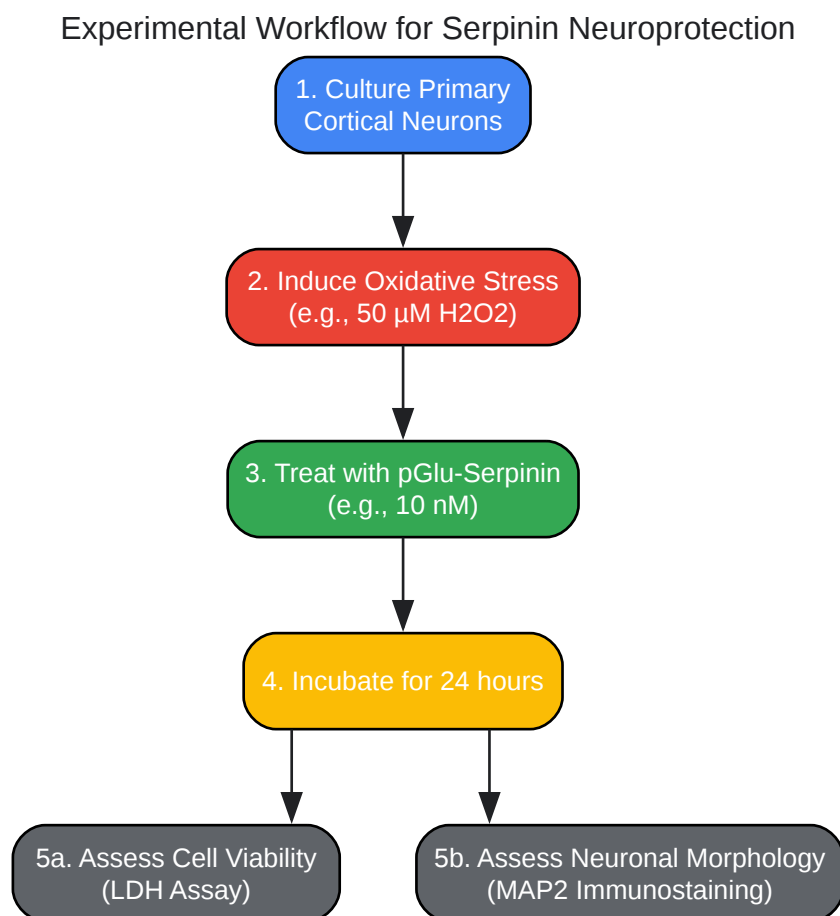 Experimental Workflow for Serpinin Neuroprotection
1. Culture Primary
Cortical Neurons
2. Induce Oxidative Stress
(e.g., 50 µM H2O2)
3. Treat with pGlu-Serpinin
(e.g., 10 nM)
4. Incubate for 24 hours
5a. Assess Cell Viability
(LDH Assay)
5b. Assess Neuronal Morphology
(MAP2 Immunostaining)